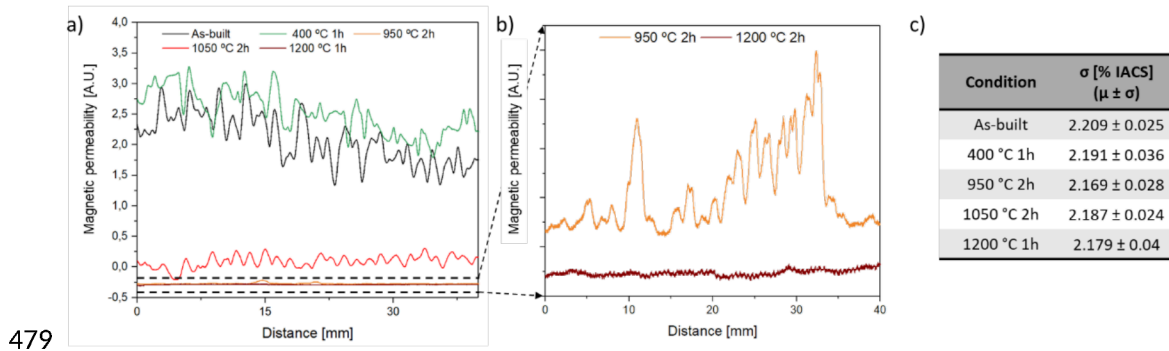 a)
4,0
3,5
3,0
2,5
2,0
1,5
1,0
0,5
0,0
-0,5
Magnetic permeability [A.U.]
As-built 400 ºC 1h 950 ºC 2h
1050 ºC 2h 1200 ºC 1h
0 15 30
Distance [mm]
b)
Magnetic permeability [A.U.]
950 ºC 2h 1200 ºC 2h
0 10 20 30 40
Distance [mm]
c)
Condition σ [% IACS]
(μ ± σ)
As-built 2.209 ± 0.025
400 °C 1h 2.191 ± 0.036
950 °C 2h 2.169 ± 0.028
1050 °C 2h 2.187 ± 0.024
1200 °C 1h 2.179 ± 0.04
479